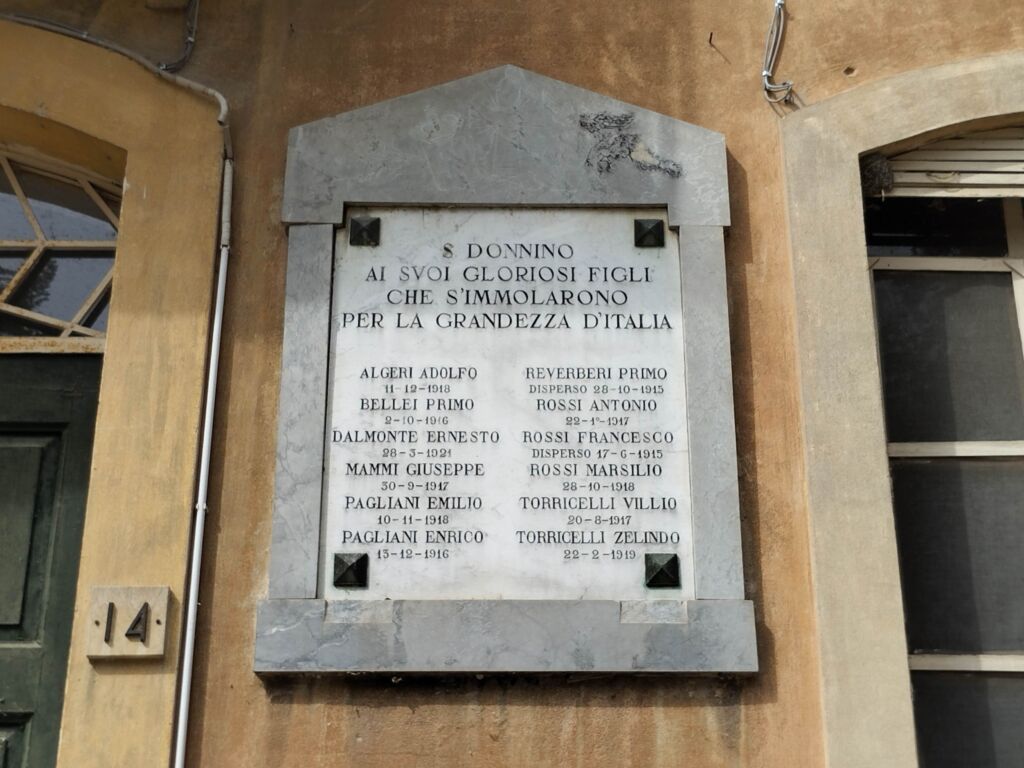 S. DONNINO
AI SVOI GLORIOSI FIGLI
CHE S'IMMOLARONO
PER LA GRANDEZZA D'ITALIA
ALGERI ADOLFO
11-12-1918
BELLEI PRIMO
2-10-1916
DALMONTE ERNESTO
28-3-1921
MAMMI GIUSEPPE
30-9-1917
PAGLIANI EMILIO
10-11-1918
PAGLIANI ENRICO
13-12-1916
REVERBERI PRIMO
DISPERSO 28-10-1915
ROSSI ANTONIO
ROSSI FRANCESCO
DISPERSO 17-6-1915
ROSSI MARSILIO
28-10-1918
TORRICELLI VILLIO
20-8-1917
TORRICELLI ZELINDO
22-2-1919
14